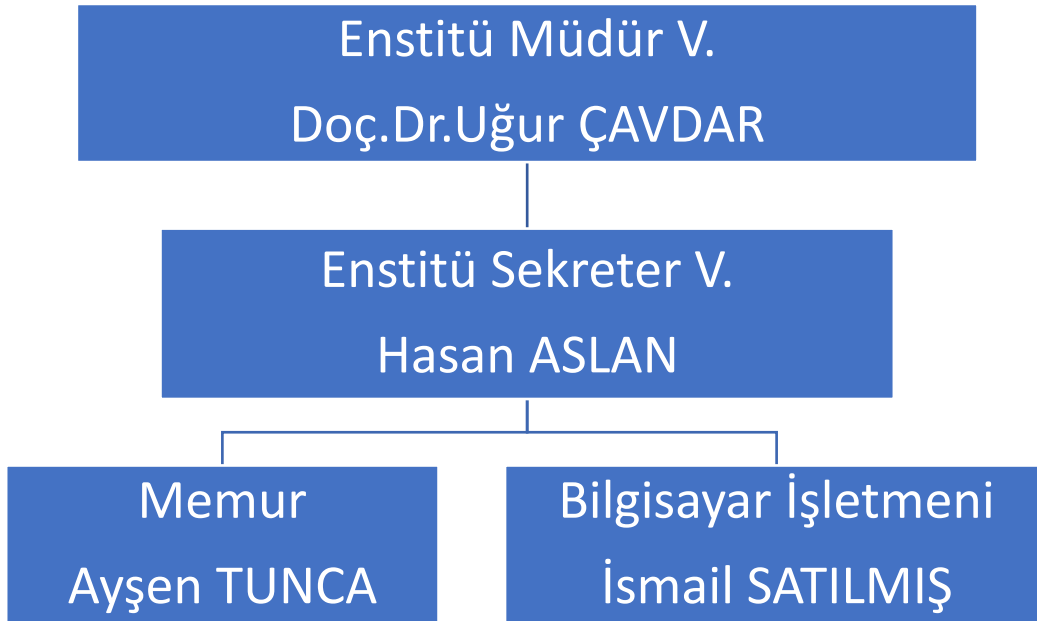 Enstitü Müdür V.
Doç.Dr.Uğur ÇAVDAR
Enstitü Sekreter V.
Hasan ASLAN
Memur
Ayşen TUNCA
Bilgisayar İşletmeni
İsmail SATILMIŞ